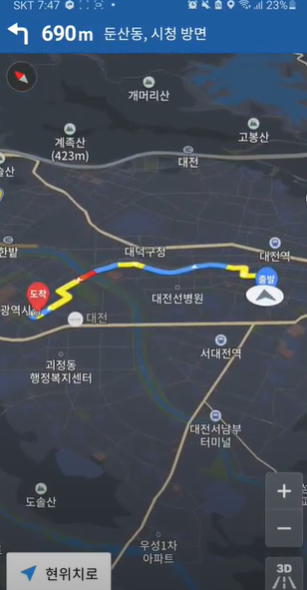 SKT 7:47
23%
690m 둔산동, 시청 방면
개머리산
계족산
(423m)
고봉산
대전
한밭
대덕구청
대전역
출발
도착
광역시
대전선병원
대전
괴정동
행정복지센터
서대전역
대전서남부
터미널
도솔산
우성1차
아파트
+
−
3D
현위치로